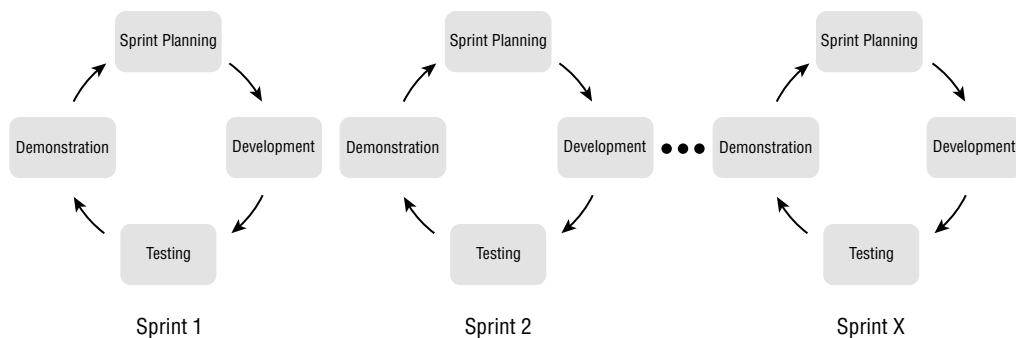 Sprint Planning
Sprint Planning
Sprint Planning
Demonstration
Development
Demonstration
Development
Demonstration
Development
Testing
Testing
Testing
Sprint 1
Sprint 2
Sprint X